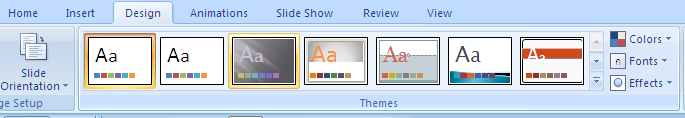 Home Insert Design Animations Slide Show Review View
Aa Aa Aa Aa Aa Aa Aa
Colors
Slide
Orientation
A Fonts
Effects
ge Setup
Themes